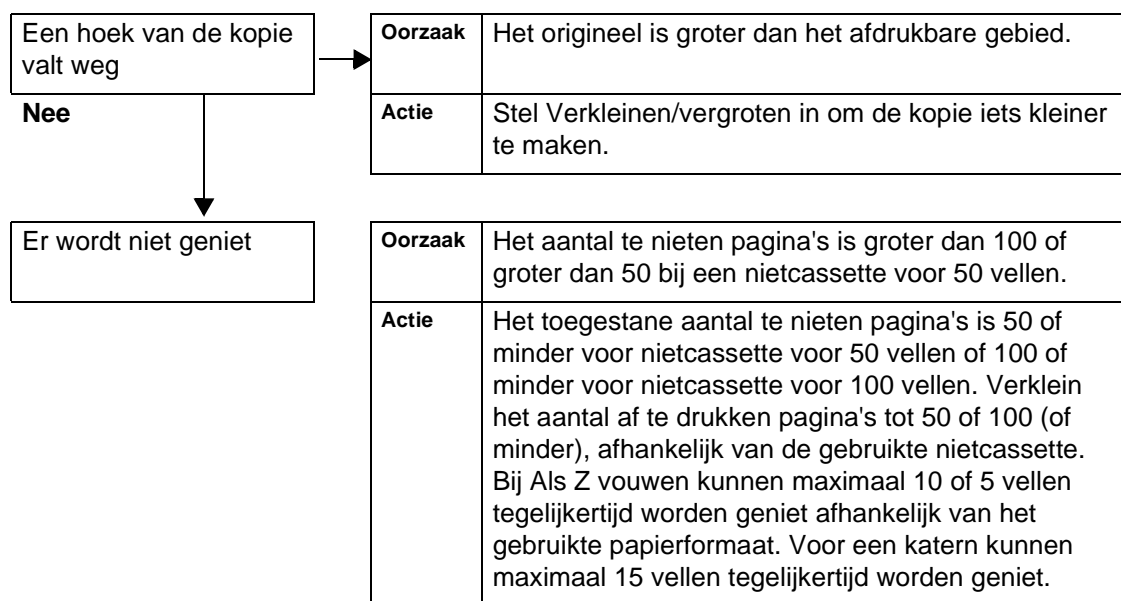 Een hoek van de kopie
valt weg
Oorzaak
Het origineel is groter dan het afdrukbare gebied.
Nee
Actie
Stel Verkleinen/vergroten in om de kopie iets kleiner
te maken.
Er wordt niet geniet
Oorzaak
Het aantal te nieten pagina's is groter dan 100 of
groter dan 50 bij een nietcassette voor 50 vellen.
Actie
Het toegestane aantal te nieten pagina's is 50 of
minder voor nietcassette voor 50 vellen of 100 of
minder voor nietcassette voor 100 vellen. Verklein
het aantal af te drukken pagina's tot 50 of 100 (of
minder), afhankelijk van de gebruikte nietcassette.
Bij Als Z vouwen kunnen maximaal 10 of 5 vellen
tegelijkertijd worden geniet afhankelijk van het
gebruikte papierformaat. Voor een katern kunnen
maximaal 15 vellen tegelijkertijd worden geniet.